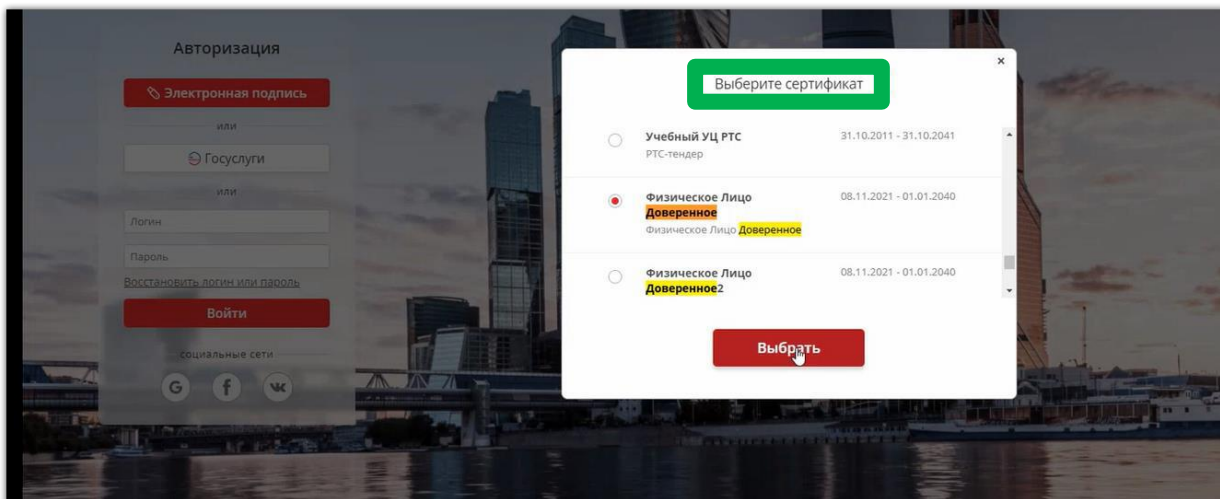 Авторизация
Электронная подпись
или
Госуслуги
или
Логин
Пароль
Восстановить логин или пароль
Войти
социальные сети
G f
Выберите сертификат
×
Учебный УЦ РТС 31.10.2011 - 31.10.2041
РТС-тендер
Физическое Лицо 08.11.2021 - 01.01.2040
Доверенное
Физическое Лицо Доверенное
Физическое Лицо 08.11.2021 - 01.01.2040
Доверенное2
Выбрать